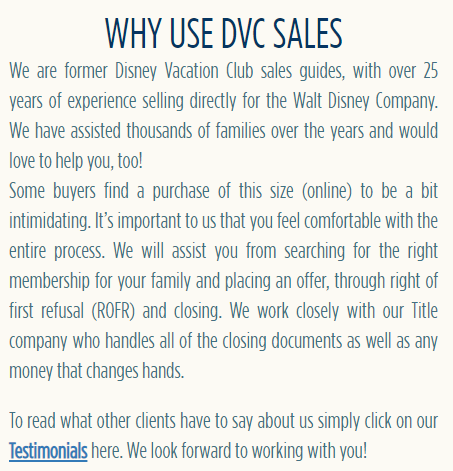 WHY USE DVC SALES
We are former Disney Vacation Club sales guides, with over 25
years of experience selling directly for the Walt Disney Company.
We have assisted thousands of families over the years and would
love to help you, too!
Some buyers find a purchase of this size (online) to be a bit
intimidating. It’s important to us that you feel comfortable with the
entire process. We will assist you from searching for the right
membership for your family and placing an offer, through right of
first refusal (ROFR) and closing. We work closely with our Title
company who handles all of the closing documents as well as any
money that changes hands.
To read what other clients have to say about us simply click on our
Testimonials here. We look forward to working with you!